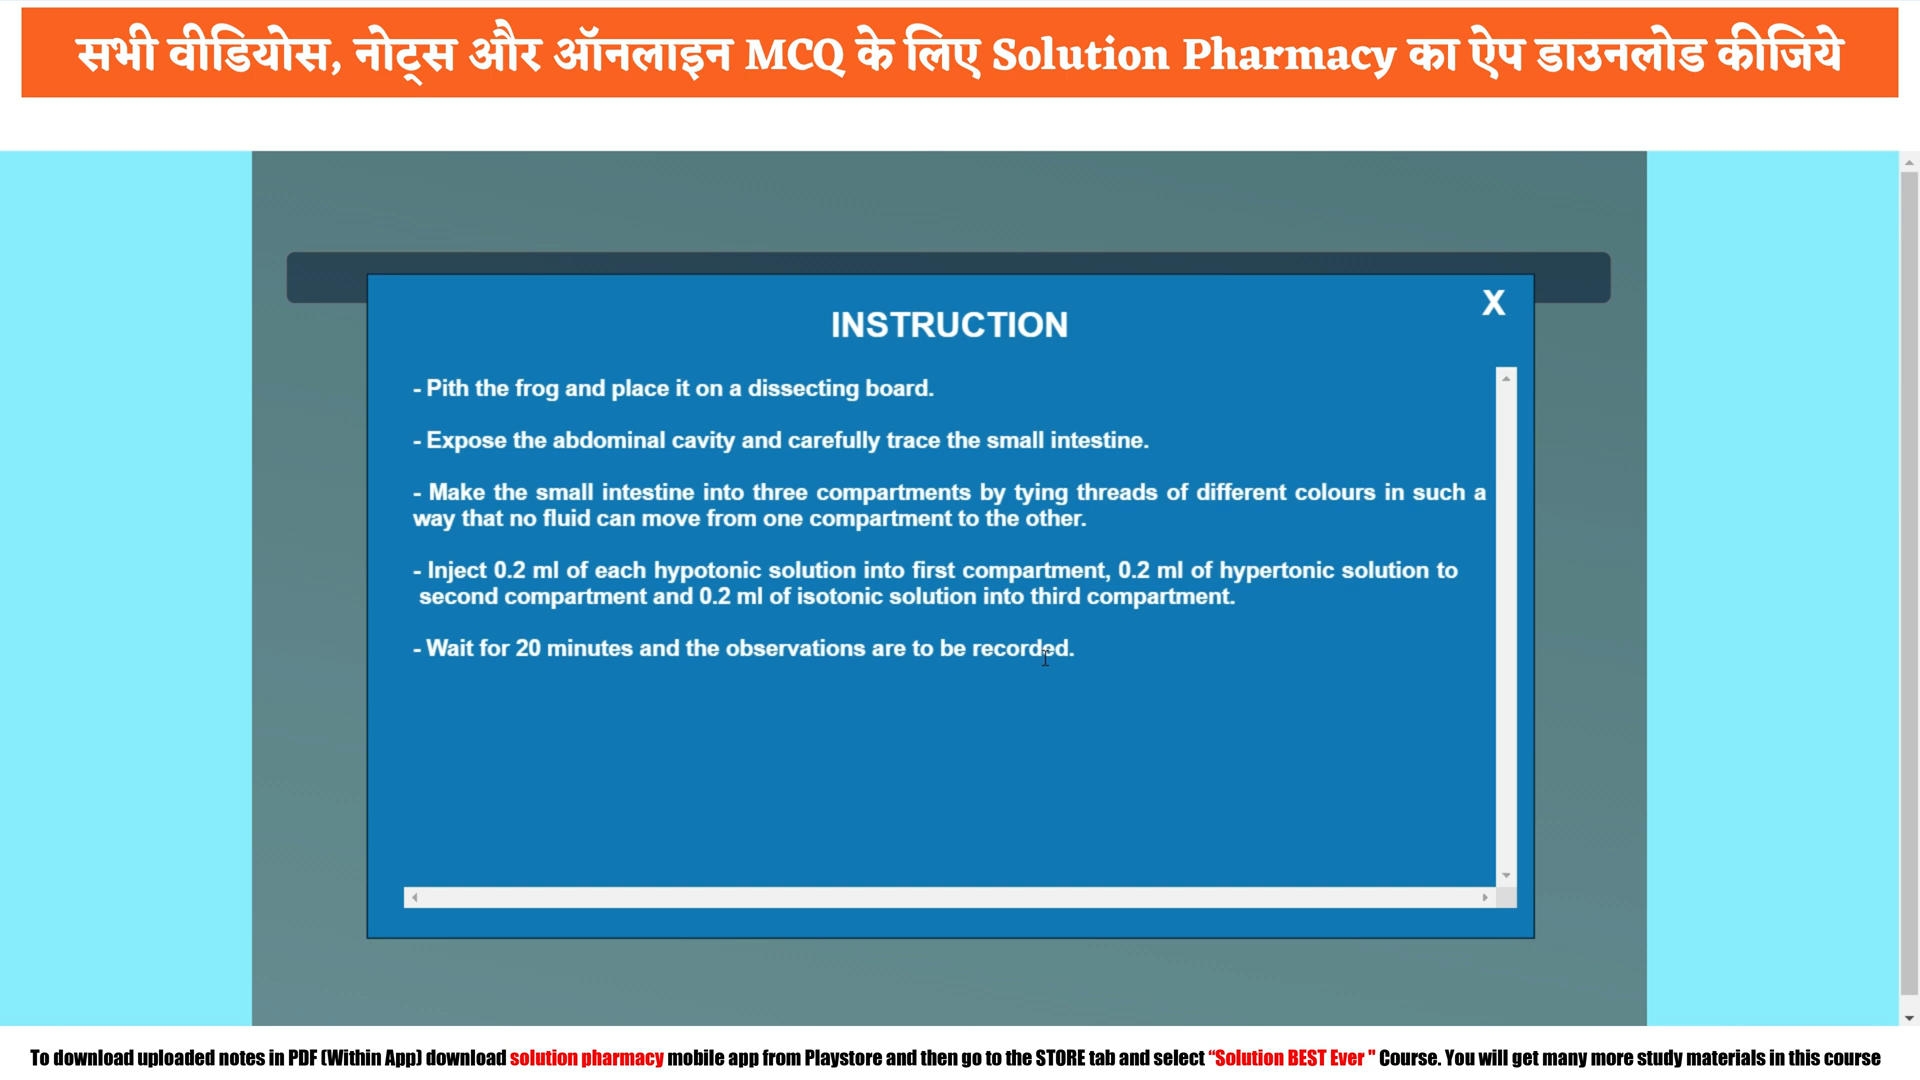 सभी वीडियोस, नोट्स और ऑनलाइन MCQ के लिए Solution Pharmacy का ऐप डाउनलोड कीजिये
X
INSTRUCTION
- Pith the frog and place it on a dissecting board.
- Expose the abdominal cavity and carefully trace the small intestine.
- Make the small intestine into three compartments by tying threads of different colours in such a
way that no fluid can move from one compartment to the other.
- Inject 0.2 ml of each hypotonic solution into first compartment, 0.2 ml of hypertonic solution to
second compartment and 0.2 ml of isotonic solution into third compartment.
- Wait for 20 minutes and the observations are to be recorded.
To download uploaded notes in PDF (Within App) download solution pharmacy mobile app from Playstore and then go to the STORE tab and select “Solution BEST Ever " Course. You will get many more study materials in this course